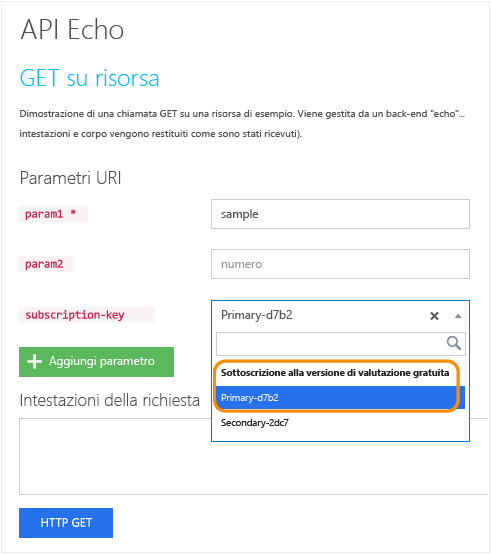 API Echo
GET su risorsa
Dimostrazione di una chiamata GET su una risorsa di esempio. Viene gestita da un back-end "echo"...
intestazioni e corpo vengono restituiti come sono stati ricevuti).
Parametri URI
param1 * sample
param2 numero
subscription-key Primary-d7b2
Aggiungi parametro
Sottoscrizione alla versione di valutazione gratuita
Primary-d7b2
Intestazioni della richiesta
Secondary-2dc7
HTTP GET